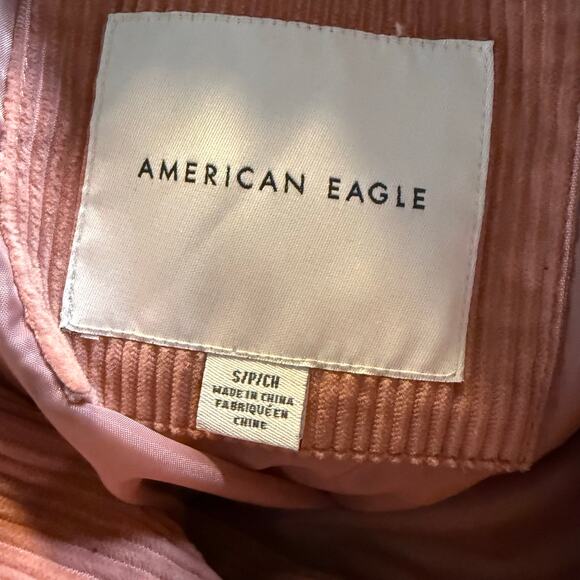 AMERICAN EAGLE
S/P/CH
MADE IN CHINA
FABRIQUÉ EN
CHINE